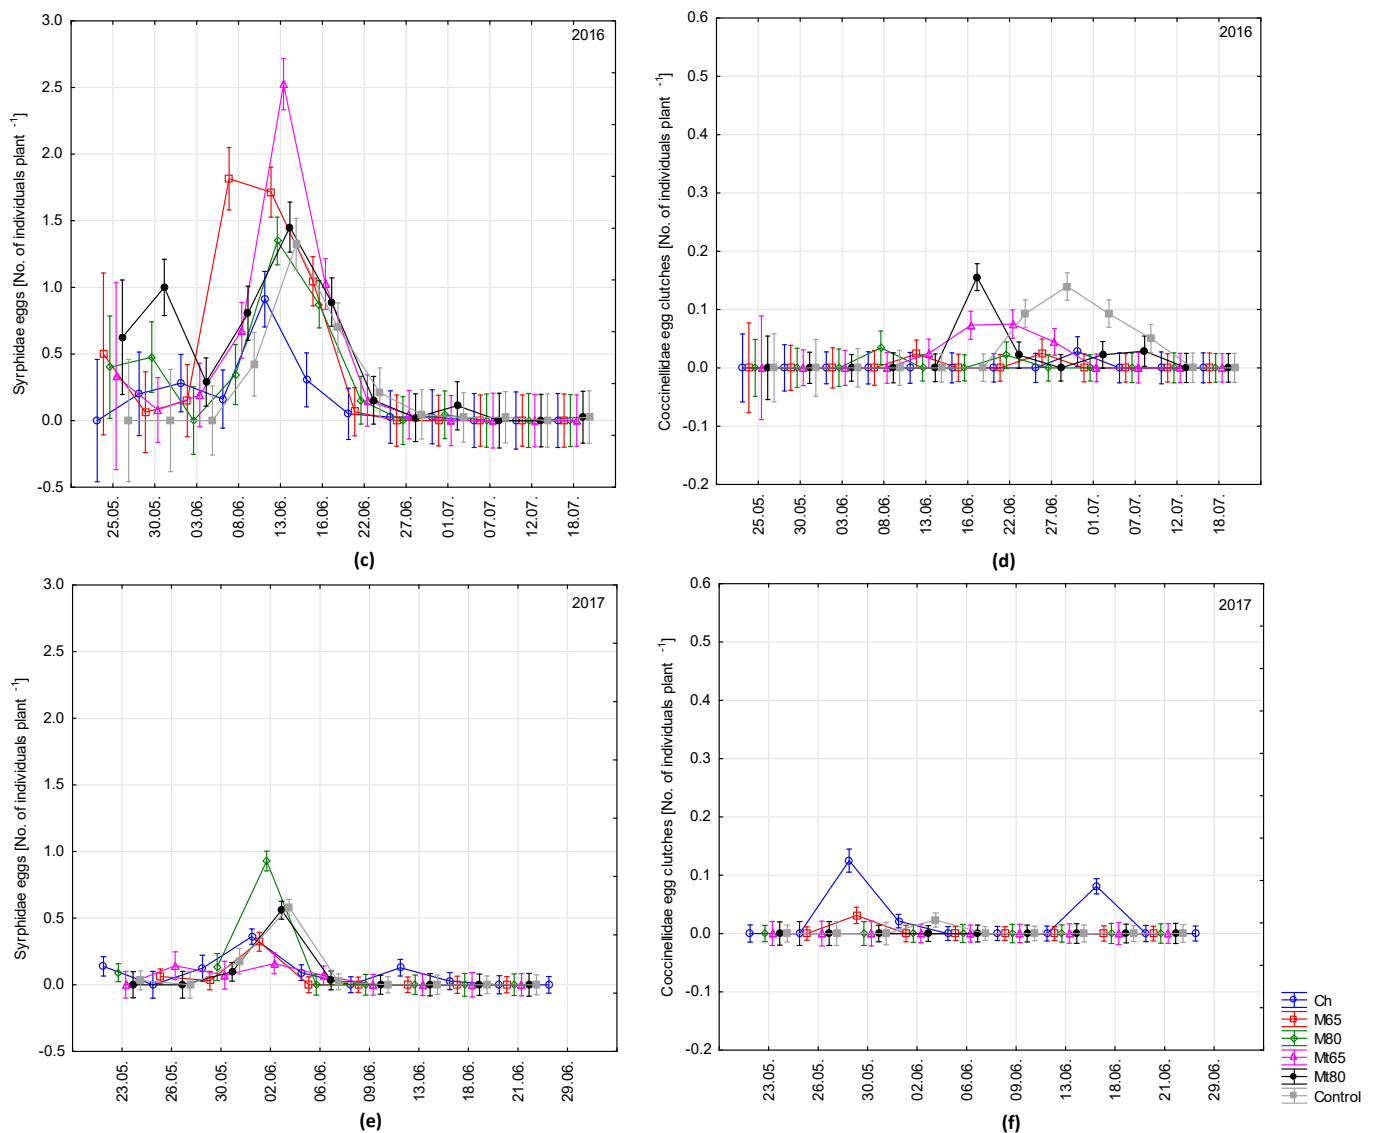 2016
Syrphidae eggs [No. of individuals plant -1]
3.0
2.5
2.0
1.5
1.0
0.5
0.0
-0.5
25.05. 30.05. 03.06. 08.06. 13.06. 16.06. 22.06. 27.06. 01.07. 07.07. 12.07. 18.07.
(c)
2016
Coccinellidae egg clutches [No. of individuals plant -1]
0.6
0.5
0.4
0.3
0.2
0.1
0.0
-0.1
-0.2
25.05. 30.05. 03.06. 08.06. 13.06. 16.06. 22.06. 27.06. 01.07. 07.07. 12.07. 18.07.
(d)
2017
Syrphidae eggs [No. of individuals plant -1]
3.0
2.5
2.0
1.5
1.0
0.5
0.0
-0.5
23.05. 26.05. 30.05. 02.06. 06.06. 09.06. 13.06. 16.06. 21.06. 29.06.
(e)
2017
Coccinellidae egg clutches [No. of individuals plant -1]
0.6
0.5
0.4
0.3
0.2
0.1
0.0
-0.1
-0.2
23.05. 26.05. 30.05. 02.06. 06.06. 09.06. 13.06. 16.06. 21.06. 29.06.
(f)
Ch
M65
M80
Mt65
Mt80
Control